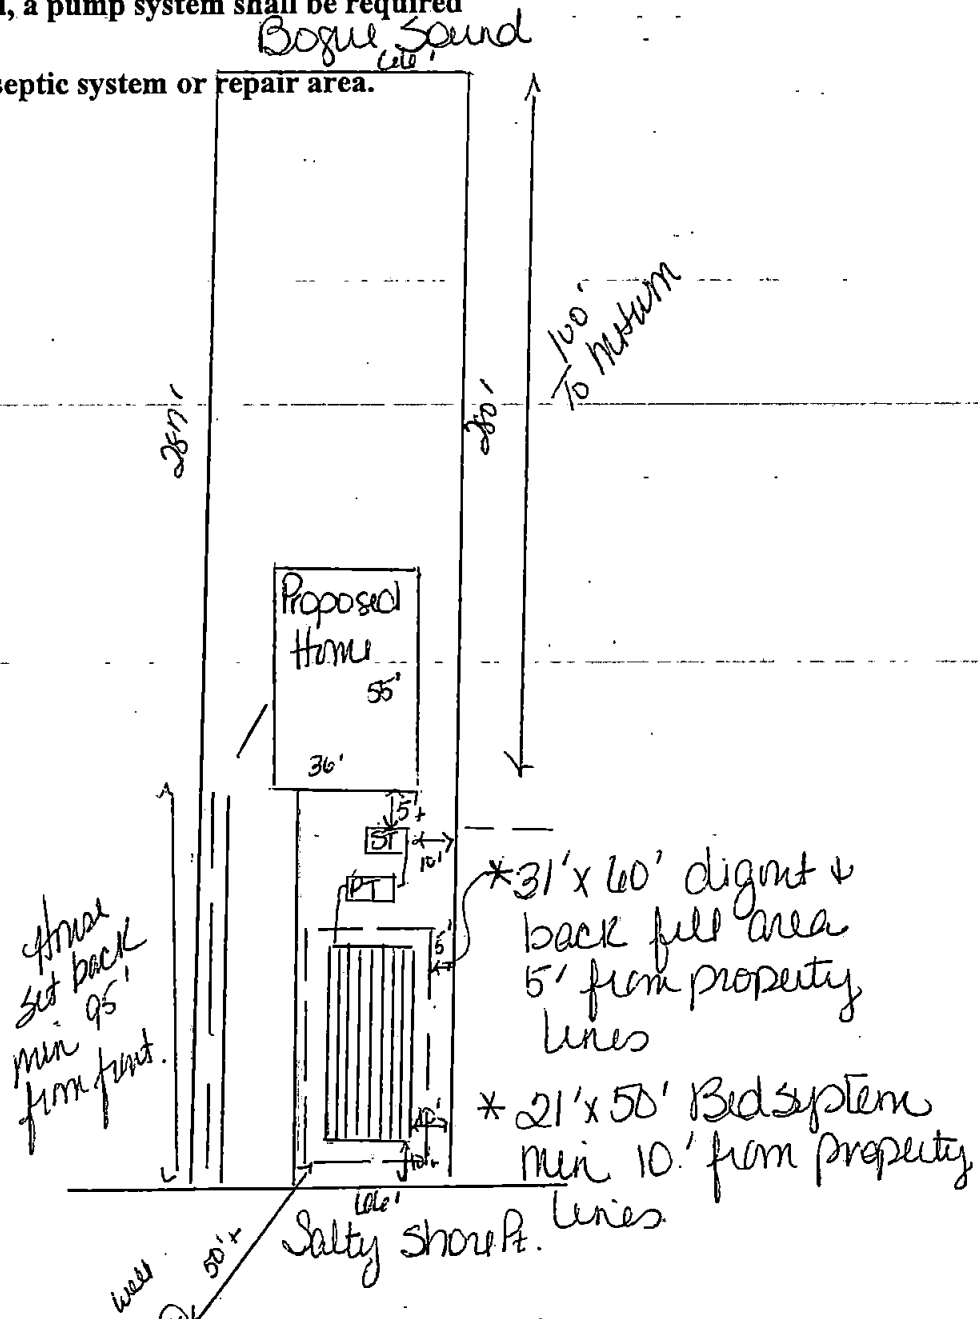 , a pump system shall be required
Bogue Sound
66'
septic system or repair area.
100'
To MHWM
287'
280'
Proposed
Home
55'
36'
5'+
ST
10'
PT
5'
House
set back
min 95'
from front.
*31'x 60' digout &
back fill area
5' from property
lines
* 21'x 50' Bed system
min 10' from property
lines
10'+
66'
Salty Shore Pt.
50'+
well